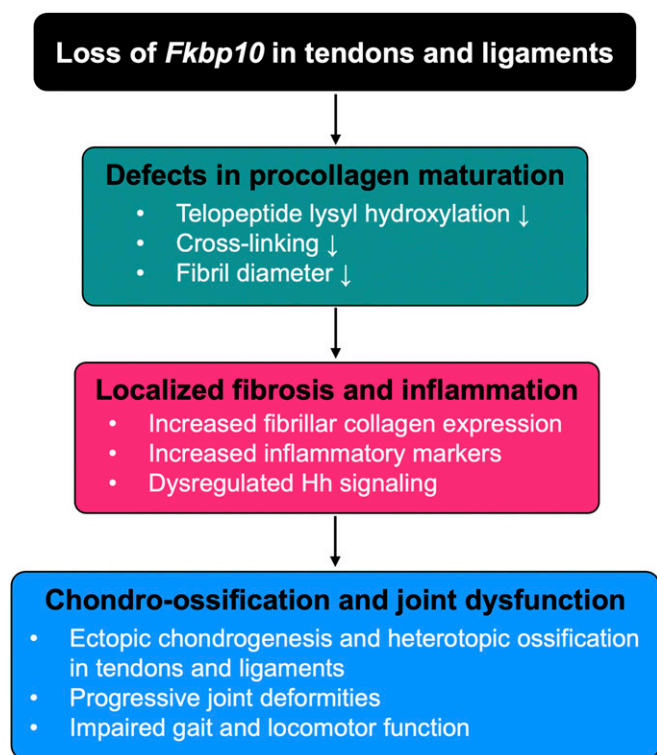 Loss of Fkbp10 in tendons and ligaments
Defects in procollagen maturation
• Telopeptide lysyl hydroxylation ↓
• Cross-linking ↓
• Fibril diameter ↓
Localized fibrosis and inflammation
• Increased fibrillar collagen expression
• Increased inflammatory markers
• Dysregulated Hh signaling
Chondro-ossification and joint dysfunction
• Ectopic chondrogenesis and heterotopic ossification
in tendons and ligaments
• Progressive joint deformities
• Impaired gait and locomotor function